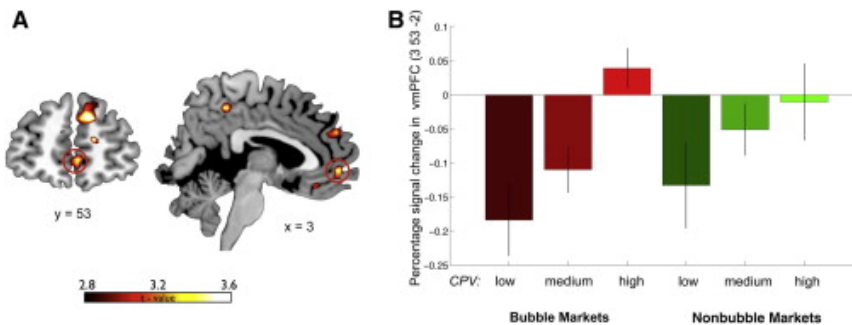 A
y = 53
x = 3
2.8 3.2 3.6
t - value
B
Percentage signal change in vmPFC (3 53 -2)
0.1
0.05
0
-0.05
-0.1
-0.15
-0.2
-0.25
CPV: low medium high low medium high
Bubble Markets Nonbubble Markets